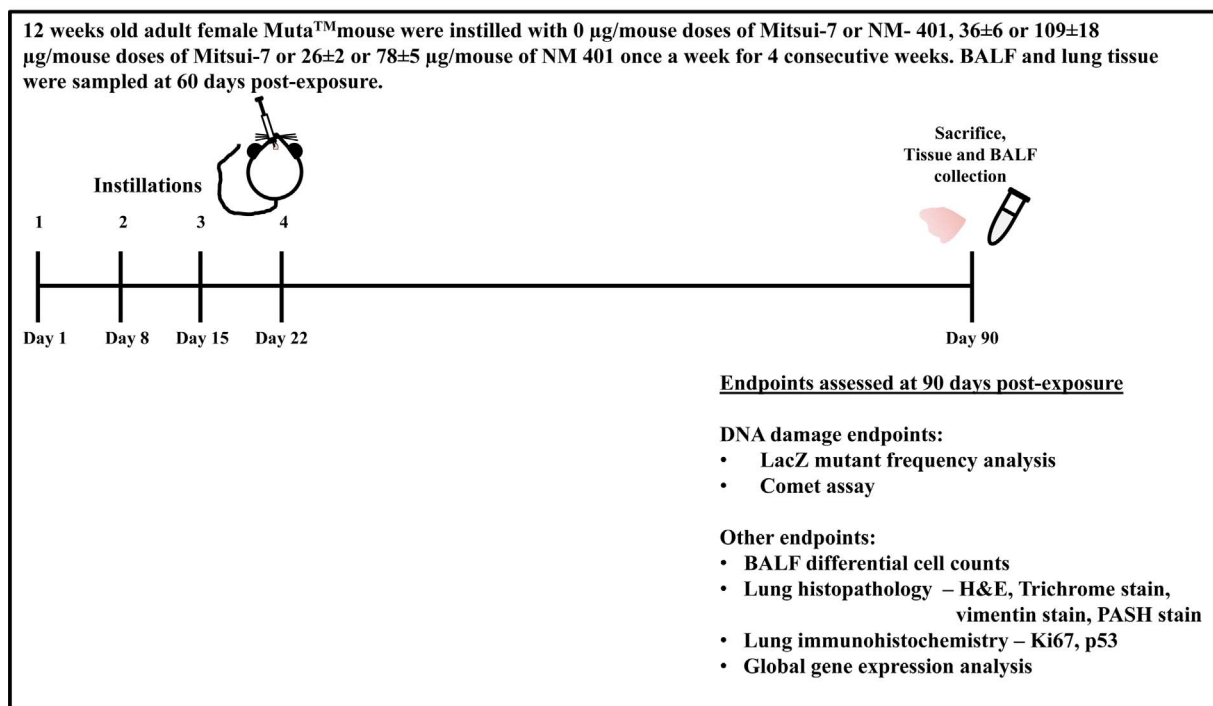 12 weeks old adult female Muta™mouse were instilled with 0 µg/mouse doses of Mitsui-7 or NM- 401, 36±6 or 109±18
µg/mouse doses of Mitsui-7 or 26±2 or 78±5 µg/mouse of NM 401 once a week for 4 consecutive weeks. BALF and lung tissue
were sampled at 60 days post-exposure.
Sacrifice,
Tissue and BALF
collection
Instillations
1 2 3 4
Day 1 Day 8 Day 15 Day 22 Day 90
Endpoints assessed at 90 days post-exposure
DNA damage endpoints:
• LacZ mutant frequency analysis
• Comet assay
Other endpoints:
• BALF differential cell counts
• Lung histopathology – H&E, Trichrome stain,
vimentin stain, PASH stain
• Lung immunohistochemistry – Ki67, p53
• Global gene expression analysis